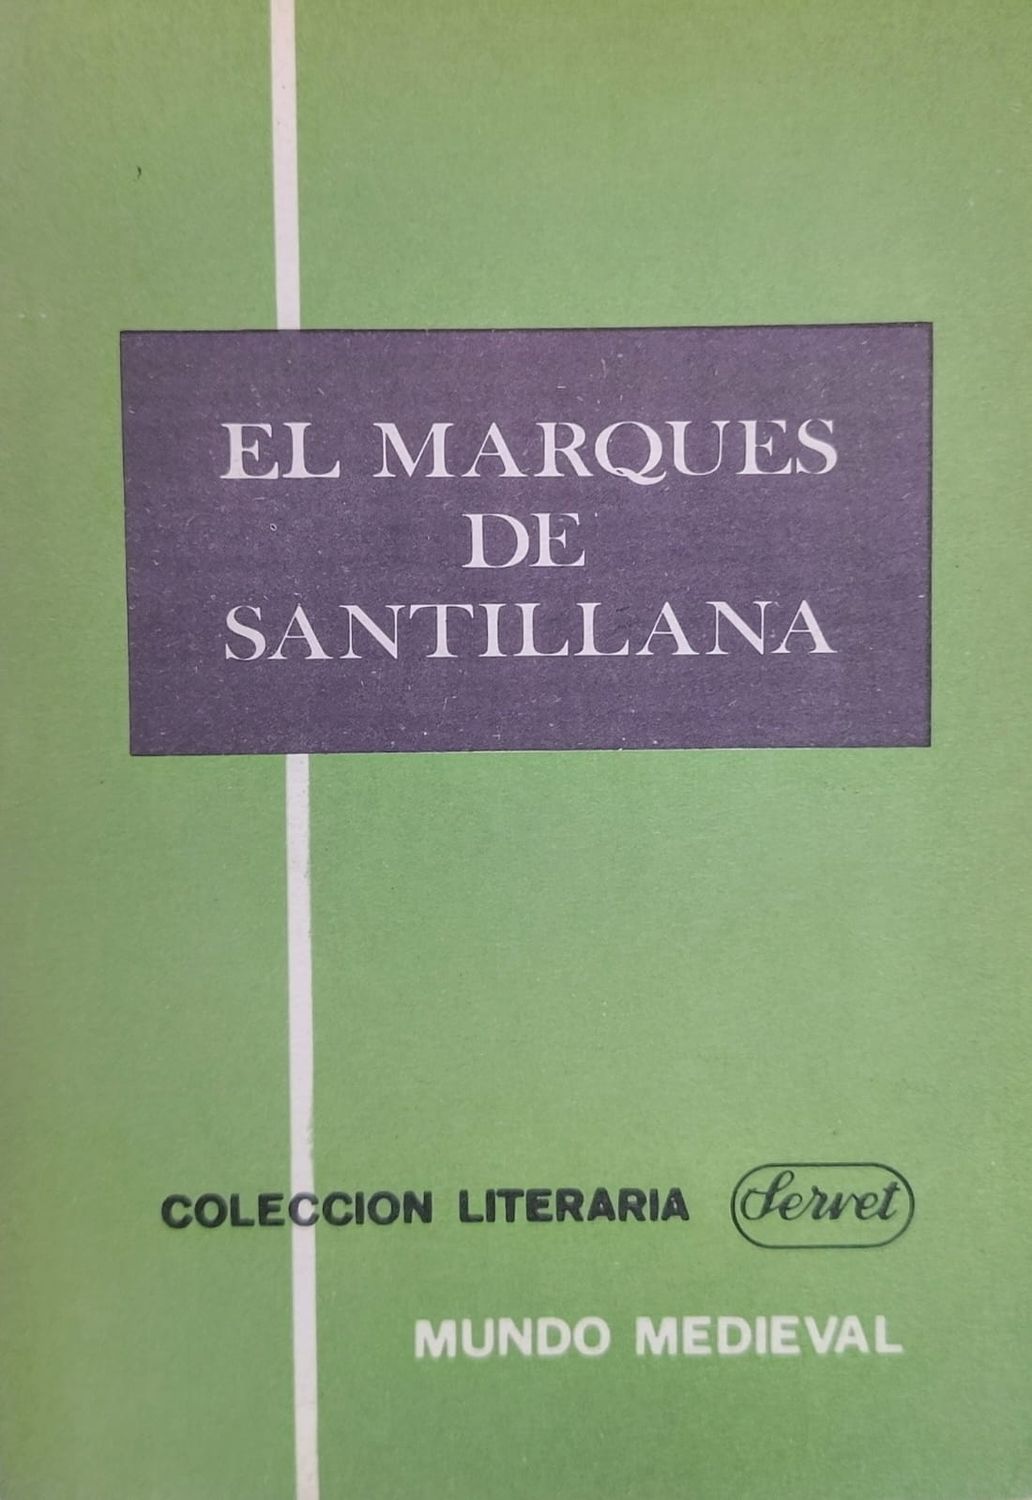 EL MARQUES
DE
SANTILLANA
COLECCION LITERARIA Servet
MUNDO MEDIEVAL